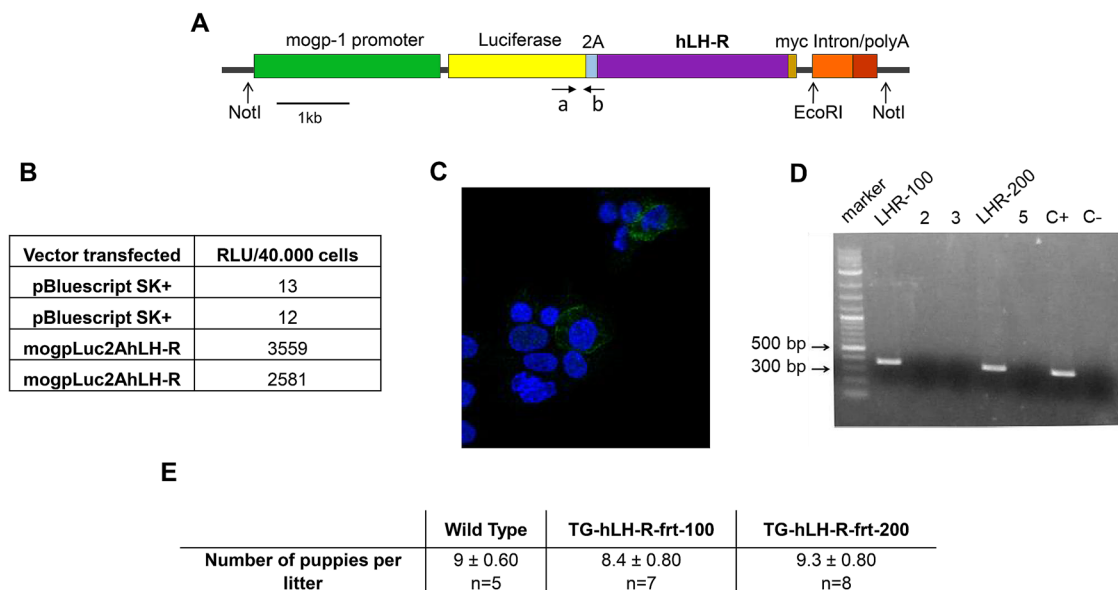 A
mogp-1 promoter
Luciferase
2A
hLH-R
myc Intron/polyA
NotI
1kb
a
b
EcoRI
NotI
B
Vector transfected RLU/40.000 cells
pBluescript SK+ 13
pBluescript SK+ 12
mogpLuc2AhLH-R 3559
mogpLuc2AhLH-R 2581
C
D
marker LHR-100 2 3 LHR-200 5 C+ C-
500 bp
300 bp
E
Wild Type TG-hLH-R-frt-100 TG-hLH-R-frt-200
Number of puppies per litter
9 ± 0.60 8.4 ± 0.80 9.3 ± 0.80
n=5 n=7 n=8